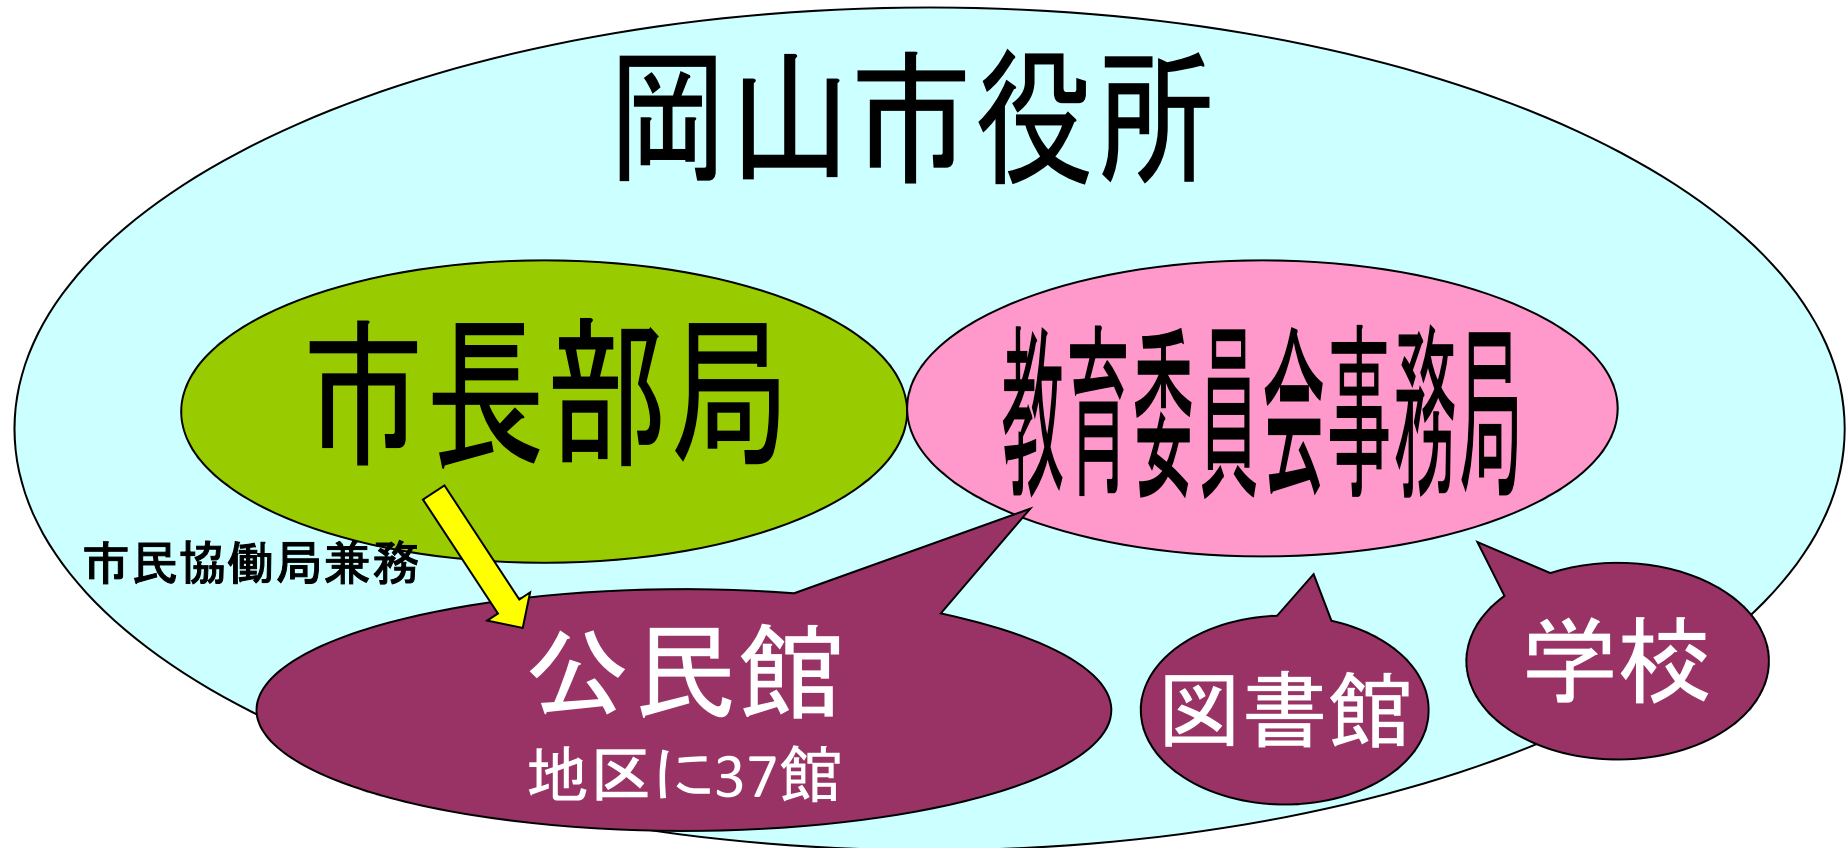 岡山市役所
市長部局
教育委員会事務局
市民協働局兼務
公民館
地区に37館
図書館
学校